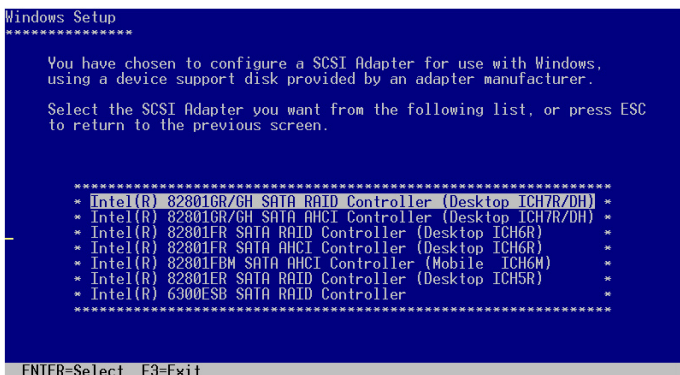 Windows Setup
***************
You have chosen to configure a SCSI Adapter for use with Windows,
using a device support disk provided by an adapter manufacturer.
Select the SCSI Adapter you want from the following list, or press ESC
to return to the previous screen.
**************************************************************************
* Intel(R) 82801GR/GH SATA RAID Controller (Desktop ICH7R/DH) *
* Intel(R) 82801GR/GH SATA AHCI Controller (Desktop ICH7R/DH) *
* Intel(R) 82801FR SATA RAID Controller (Desktop ICH6R) *
* Intel(R) 82801FR SATA AHCI Controller (Desktop ICH6R) *
* Intel(R) 82801FBM SATA AHCI Controller (Mobile  ICH6M) *
* Intel(R) 82801ER SATA RAID Controller (Desktop ICH5R) *
* Intel(R) 6300ESB SATA RAID Controller *
**************************************************************************
ENTER=Select  F3=Exit